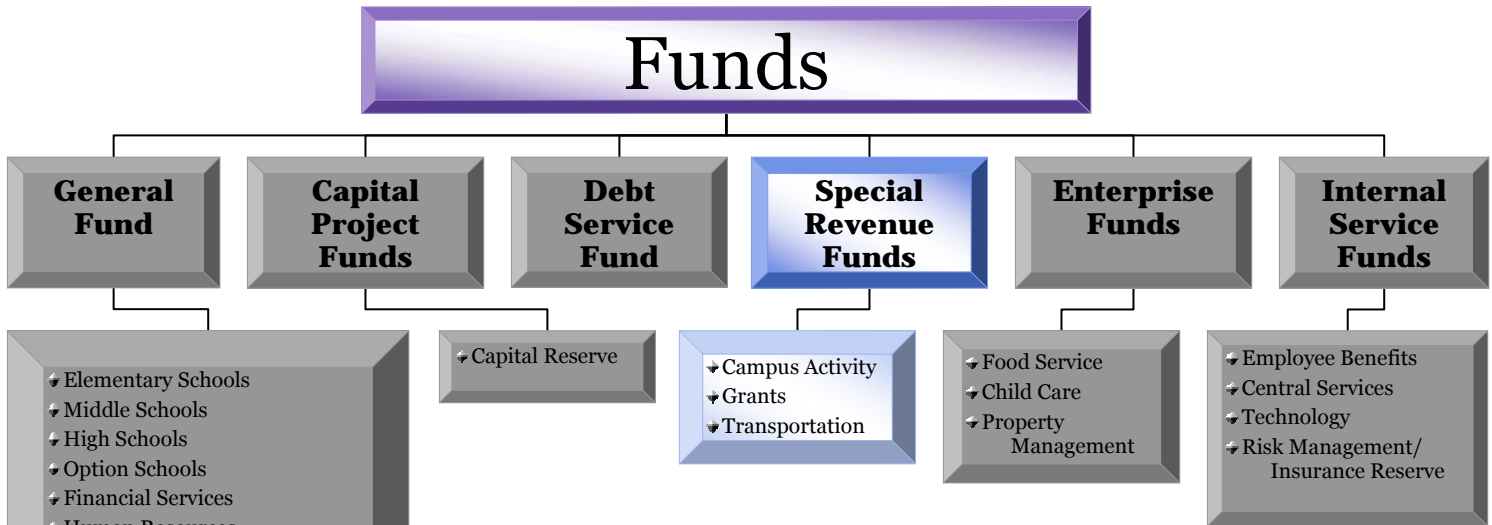 Funds
General
Fund
Capital
Project
Funds
Debt
Service
Fund
Special
Revenue
Funds
Enterprise
Funds
Internal
Service
Funds
Elementary Schools
Middle Schools
High Schools
Option Schools
Financial Services
Human Resources
Capital Reserve
Campus Activity
Grants
Transportation
Food Service
Child Care
Property
Management
Employee Benefits
Central Services
Technology
Risk Management/
Insurance Reserve